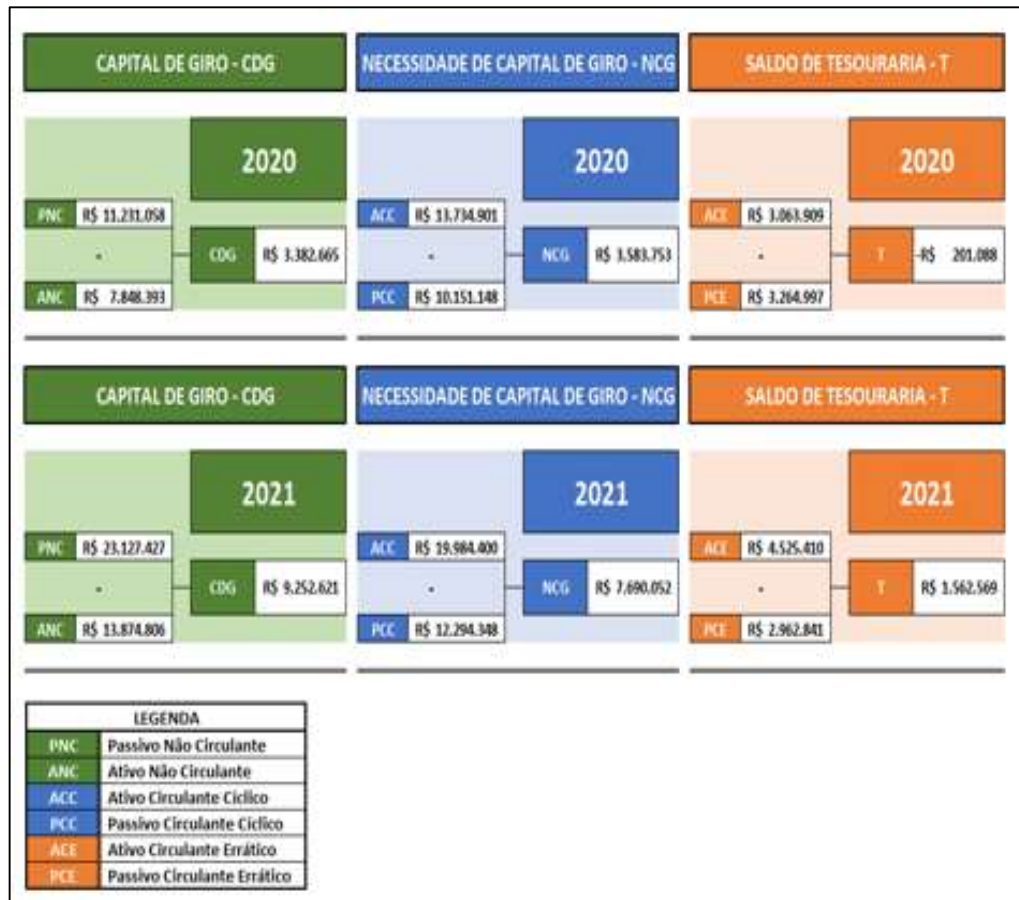 CAPITAL DE GIRO - CDG
NECESSIDADE DE CAPITAL DE GIRO - NCG
SALDO DE TESOURARIA - T
2020
PNC R$ 11.231.058
-
CDG R$ 3.382.665
ANC R$ 7.848.393
2020
ACC R$ 13.734.901
-
NCG R$ 3.583.753
PCC R$ 10.151.148
2020
ACE R$ 3.063.909
-
T -R$ 201.088
PCE R$ 3.264.997
CAPITAL DE GIRO - CDG
NECESSIDADE DE CAPITAL DE GIRO - NCG
SALDO DE TESOURARIA - T
2021
PNC R$ 23.127.427
-
CDG R$ 9.252.621
ANC R$ 13.874.806
2021
ACC R$ 19.984.400
-
NCG R$ 7.690.052
PCC R$ 12.294.348
2021
ACE R$ 4.525.410
-
T R$ 1.562.569
PCE R$ 2.962.841
LEGENDA
PNC Passivo Não Circulante
ANC Ativo Não Circulante
ACC Ativo Circulante Cíclico
PCC Passivo Circulante Cíclico
ACE Ativo Circulante Errático
PCE Passivo Circulante Errático